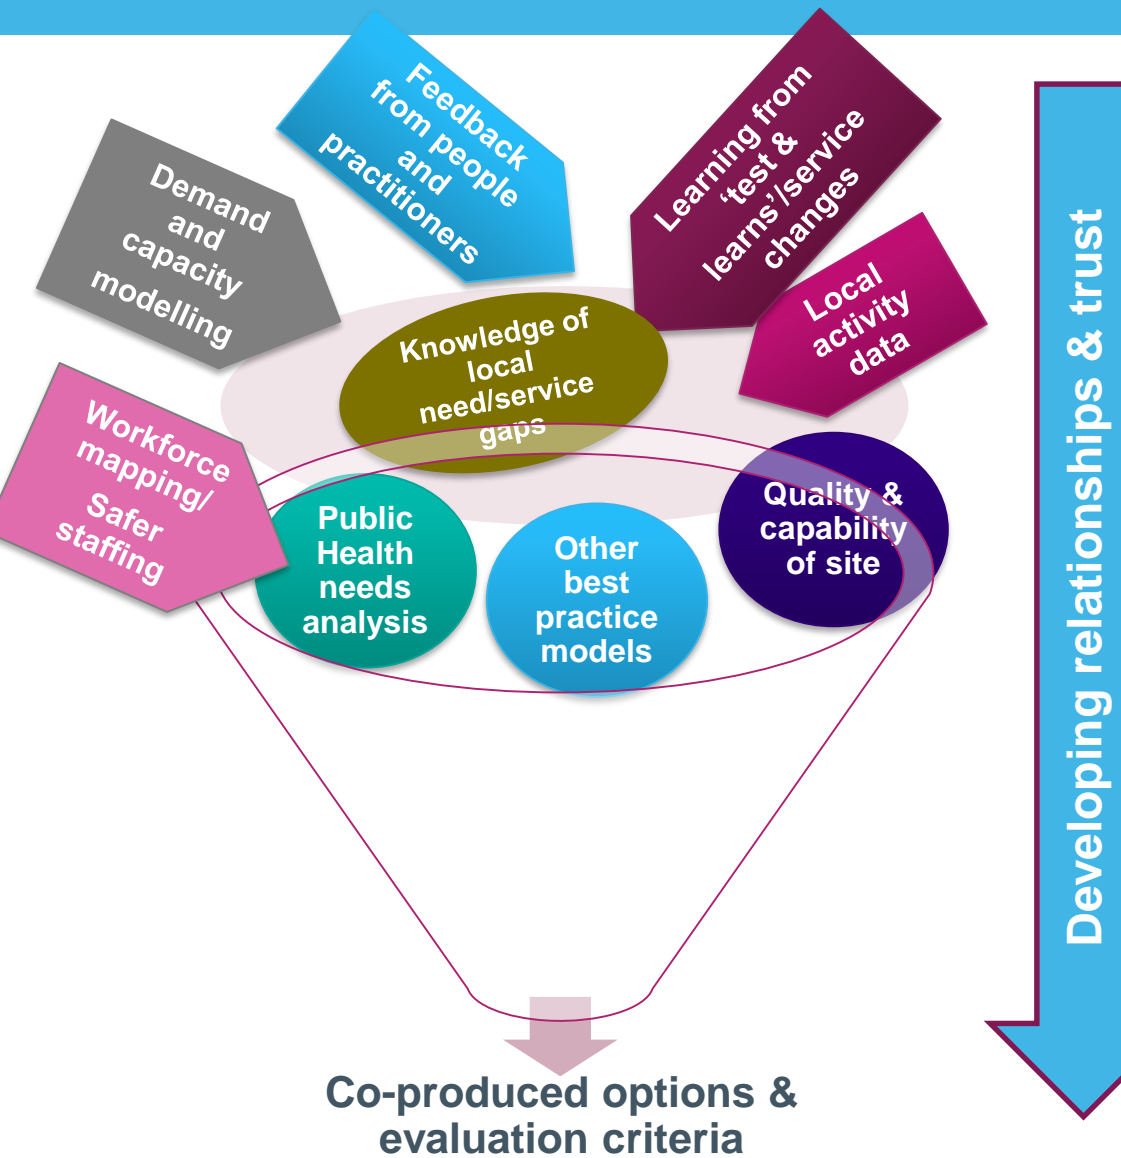 Feedback
from people
and
practitioners
Learning from
‘test &
learns’/service
changes
Demand
and
capacity
modelling
Local
activity
data
Knowledge of
local
need/service
gaps
Workforce
mapping/
Safer
staffing
Public
Health
needs
analysis
Other
best
practice
models
Quality &
capability
of site
Developing relationships & trust
Co-produced options &
evaluation criteria